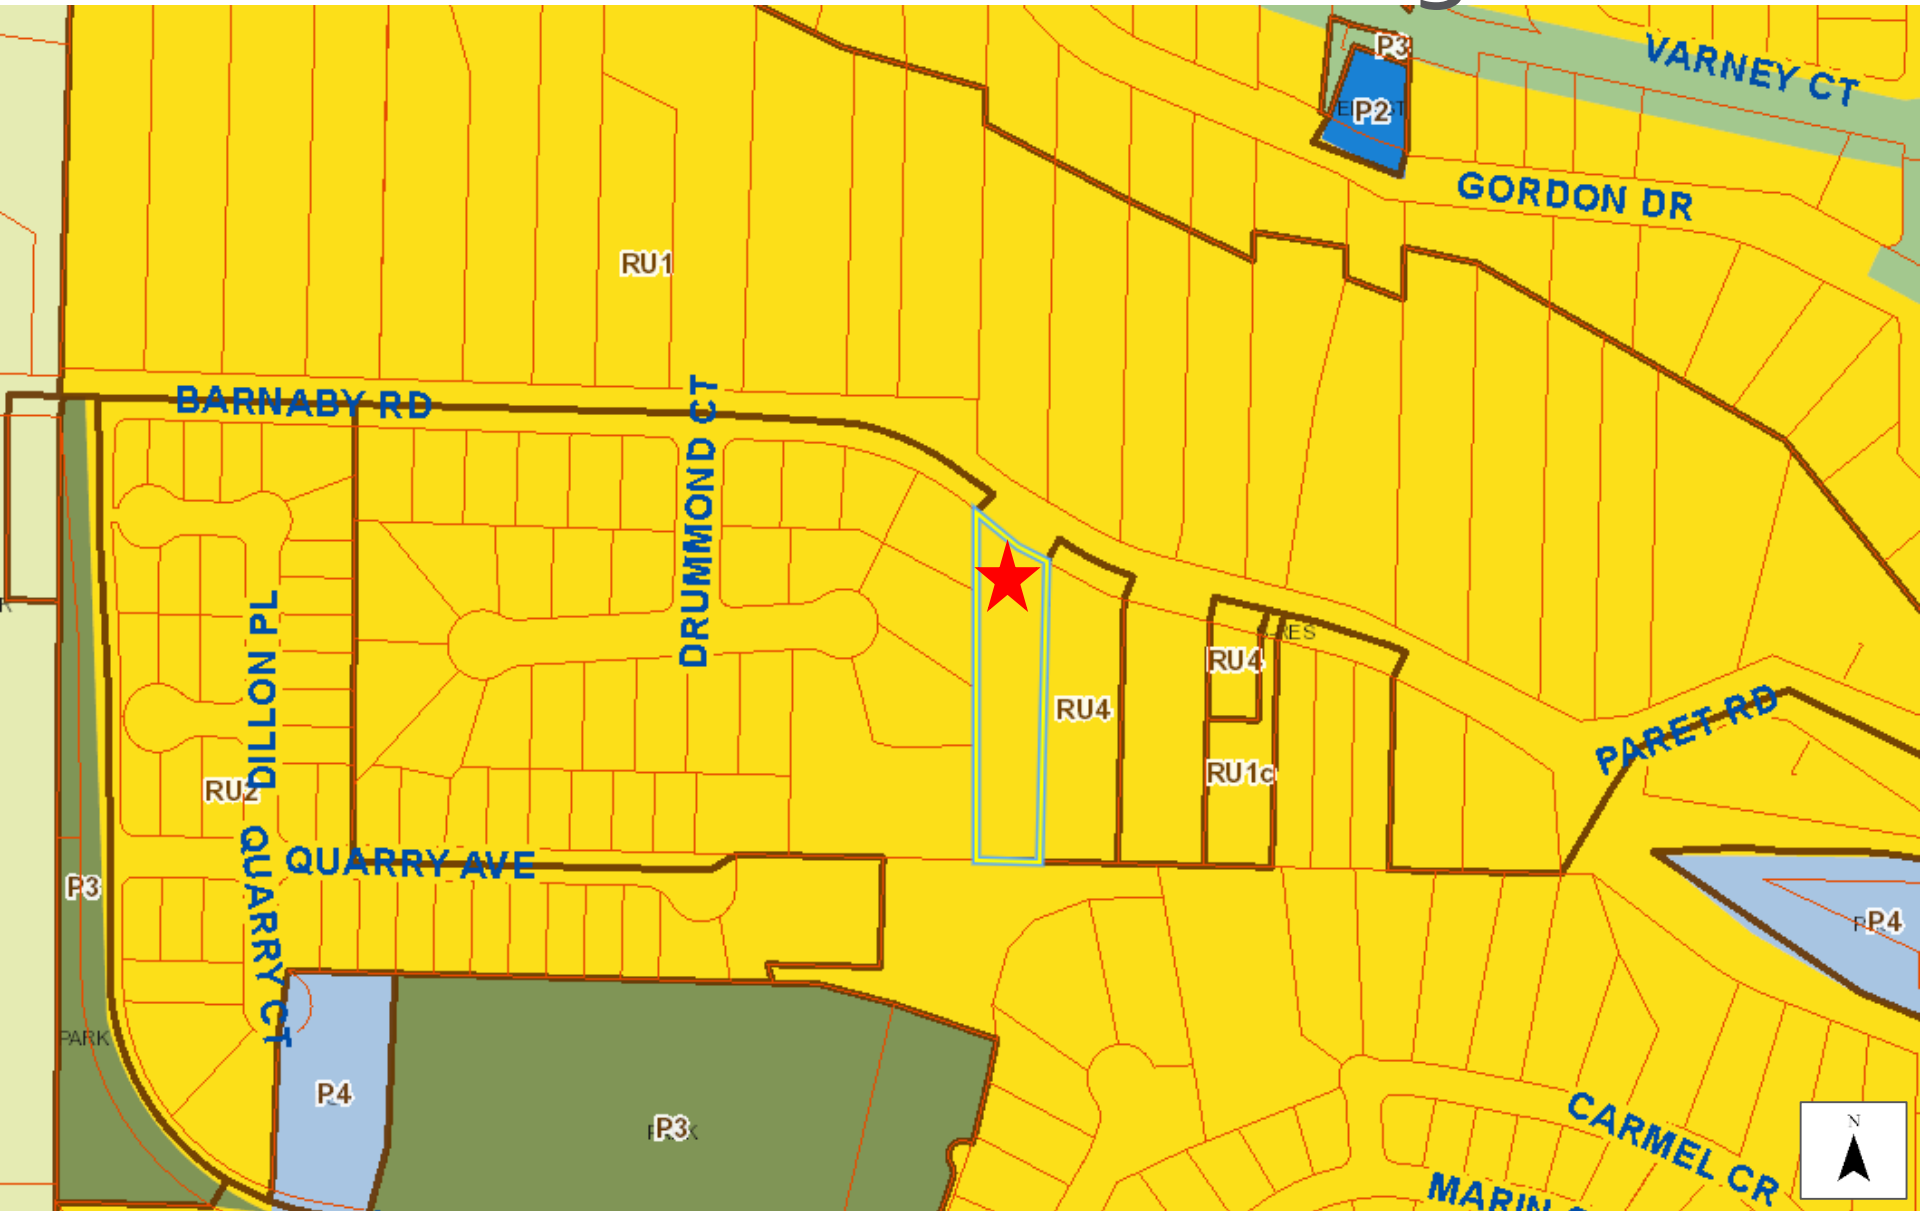 P3
VARNEY CT
P2
GORDON DR
RU1
BARNABY RD
DRUMMOND CT
RU4
RU4
RU1c
PARET RD
DILLON PL
RU2
QUARRY AVE
QUARRY CT
P3
P4
PARK
P4
P3
CARMEL CR
MARIN
N